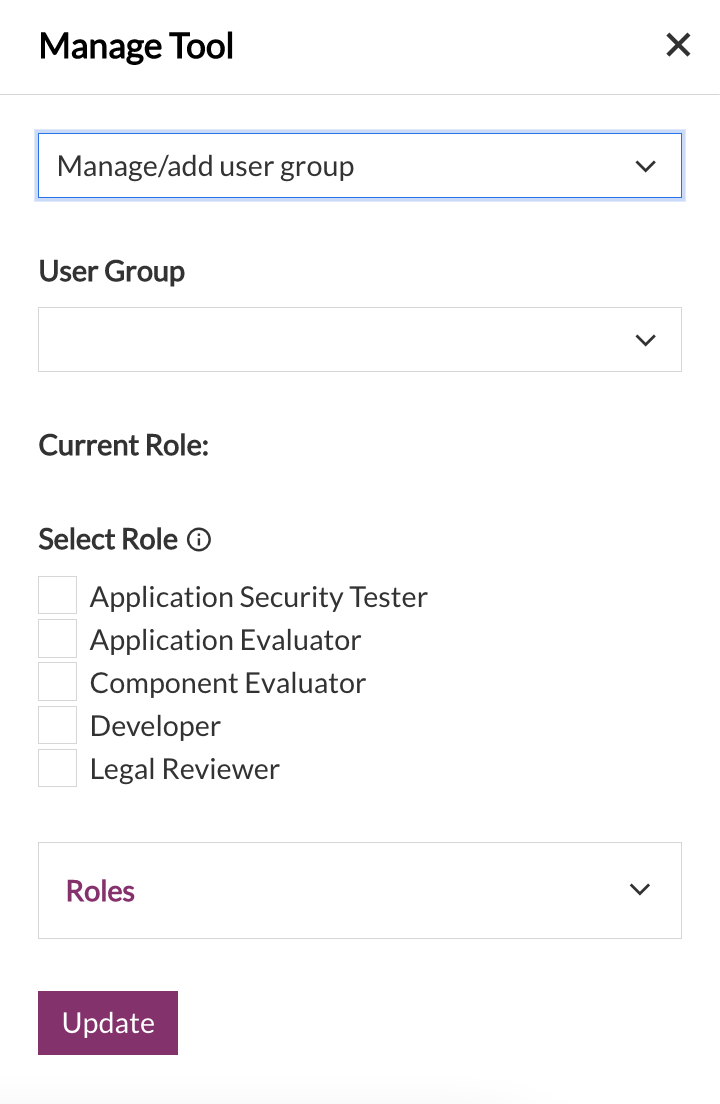 Manage Tool
Manage/add user group
User Group
Current Role:
Select Role
Application Security Tester
Application Evaluator
Component Evaluator
Developer
Legal Reviewer
Roles
Update